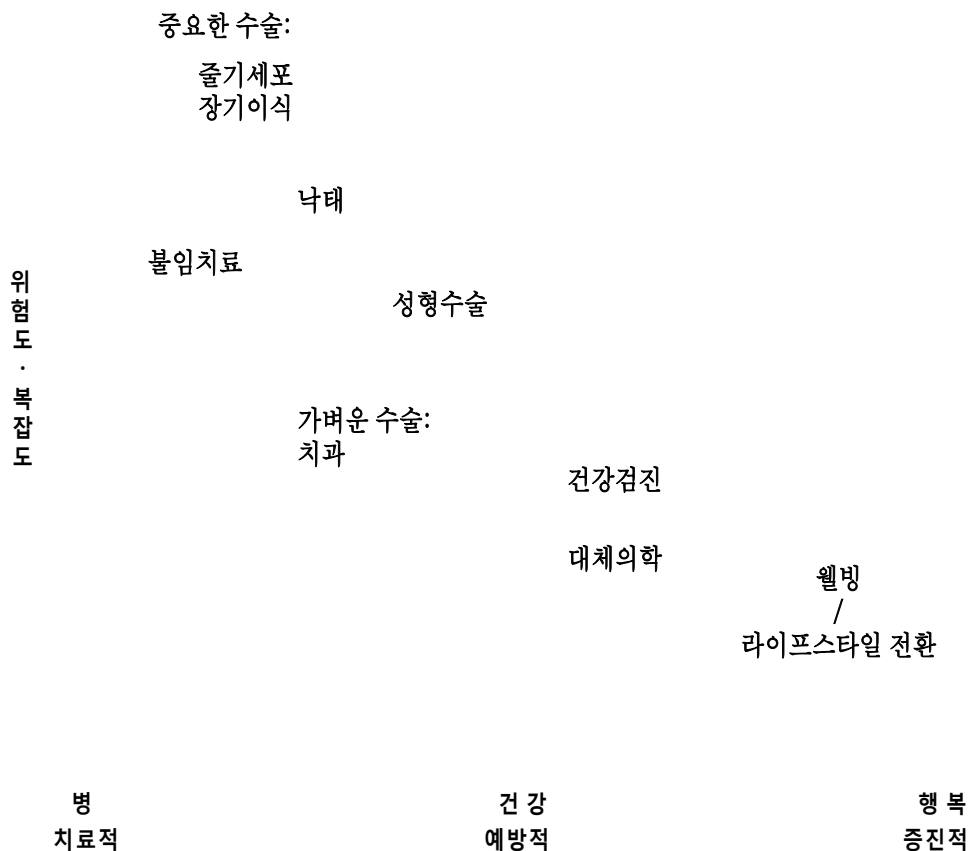 중요한 수술:
줄기세포
장기이식
낙태
불임치료
위험도·복잡도
성형수술
가벼운 수술:
치과
건강검진
대체의학
웰빙
/
라이프스타일 전환
병 건강 행복
치료적 예방적 증진적